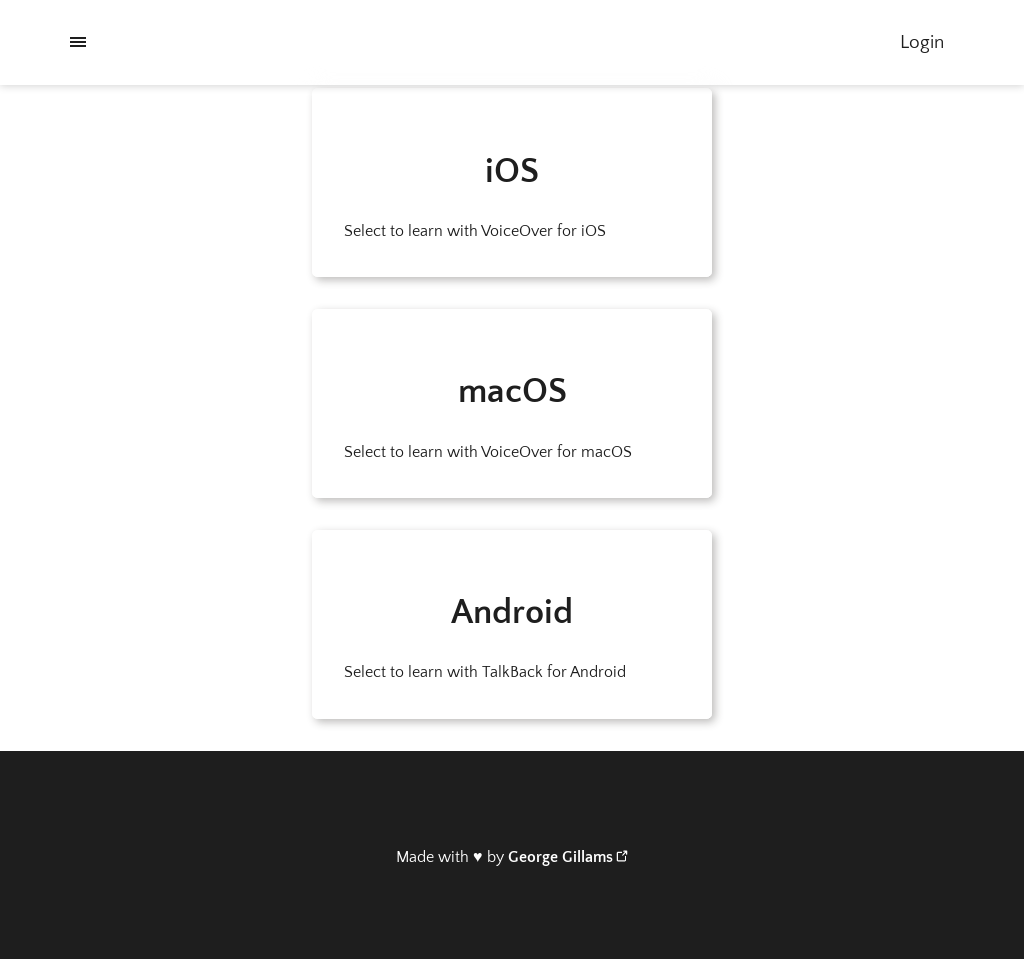 Login
iOS
Select to learn with VoiceOver for iOS
macOS
Select to learn with VoiceOver for macOS
Android
Select to learn with TalkBack for Android
Made with ♥ by George Gillams